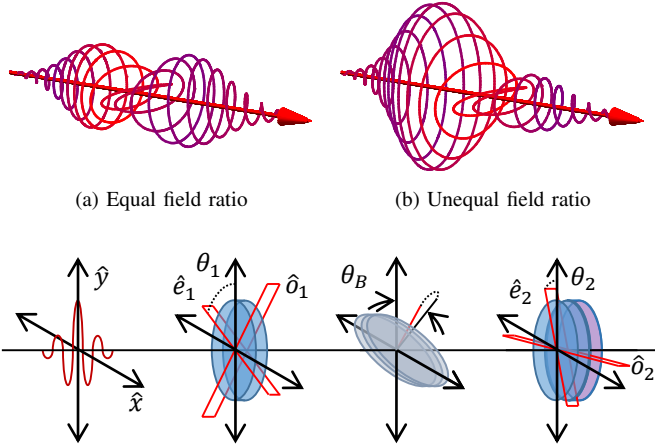 (a) Equal field ratio
(b) Unequal field ratio
ŷ
x̂
θ₁
ê₁
ô₁
θ_B
ê₂
θ₂
ô₂